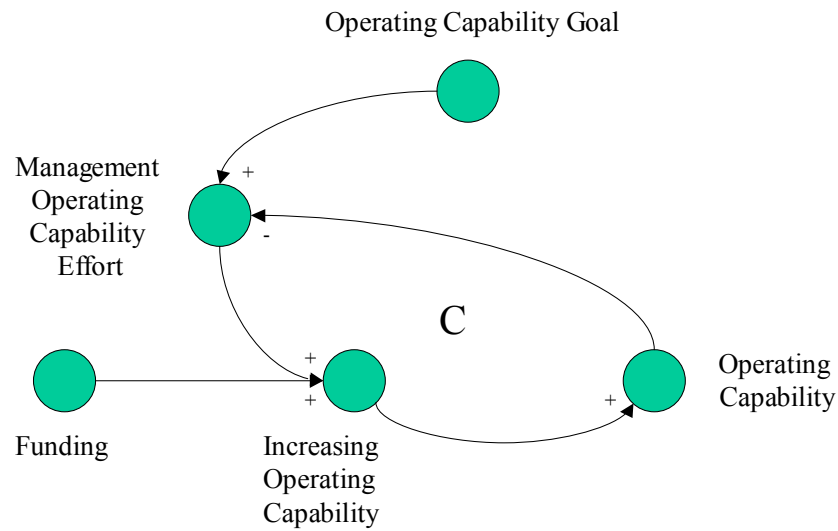 Operating Capability Goal
+
Management
Operating
Capability
Effort
-
C
+
+
+
Operating
Capability
Funding
Increasing
Operating
Capability